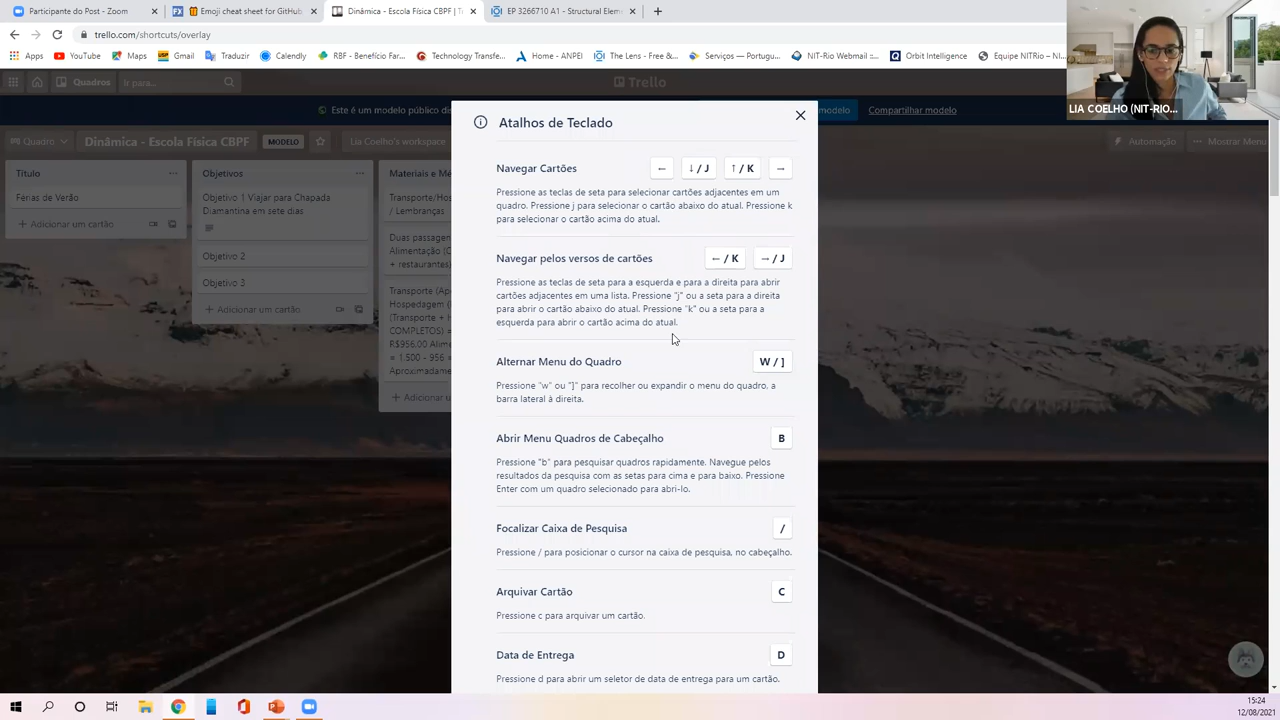 Participante do Post - Zoom
Emoji cheat sheet for GitHub
Dinâmica - Escola Física CBPF | T
EP 3266710 A1 - Structural Elem
trello.com/shortcuts/overlay
Apps
YouTube
Maps
Gmail
Traduzir
Calendly
RBF – Benefício Far...
Technology Transfe...
Home - ANPEI
The Lens - Free &...
Serviços — Portugu...
NIT-Rio Webmail ::...
Orbit Intelligence
Equipe NITRio – NI...
LIA COELHO (NIT-RIO...
Quadros
Ir para...
Trello
Este é um modelo público d
modelo
Compartilhar modelo
Quadro
Dinâmica - Escola Física CBPF
MODELO
Lia Coelho's workspace
Automação
Mostrar Menu
Título
Férias de Verão
Adicionar um cartão
Objetivos
Objetivo 1 Viajar para Chapada
Diamantina em sete dias
Objetivo 2
Objetivo 3
Adicionar um cartão
Materiais e Mé
Transporte/Ho
/ Lembranças
Duas passagen
Alimentação (C
+ restaurantes)
Transporte (Ap
Hospedagem (
(Transporte +
COMPLETOS) =
R$956,00 Alime
= 1.500 - 956 =
Aproximadame
Adicionar u
Atalhos de Teclado
Navegar Cartões
← ↓ / J ↑ / K →
Pressione as teclas de seta para selecionar cartões adjacentes em um
quadro. Pressione j para selecionar o cartão abaixo do atual. Pressione k
para selecionar o cartão acima do atual.
Navegar pelos versos de cartões
← / K → / J
Pressione as teclas de seta para a esquerda e para a direita para abrir
cartões adjacentes em uma lista. Pressione "j" ou a seta para a direita
para abrir o cartão abaixo do atual. Pressione "k" ou a seta para a
esquerda para abrir o cartão acima do atual.
Alternar Menu do Quadro
W / ]
Pressione "w" ou "]" para recolher ou expandir o menu do quadro, a
barra lateral à direita.
Abrir Menu Quadros de Cabeçalho
B
Pressione "b" para pesquisar quadros rapidamente. Navegue pelos
resultados da pesquisa com as setas para cima e para baixo. Pressione
Enter com um quadro selecionado para abri-lo.
Focalizar Caixa de Pesquisa
/
Pressione / para posicionar o cursor na caixa de pesquisa, no cabeçalho.
Arquivar Cartão
C
Pressione c para arquivar um cartão.
Data de Entrega
D
Pressione d para abrir um seletor de data de entrega para um cartão.
15:24
12/08/2021